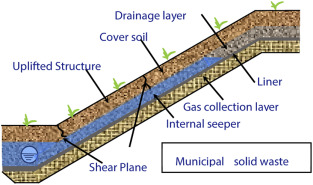 Drainage layer
Cover soil
Uplifted Structure
Liner
Gas collection layer
Internal seeper
Shear Plane
Municipal solid waste